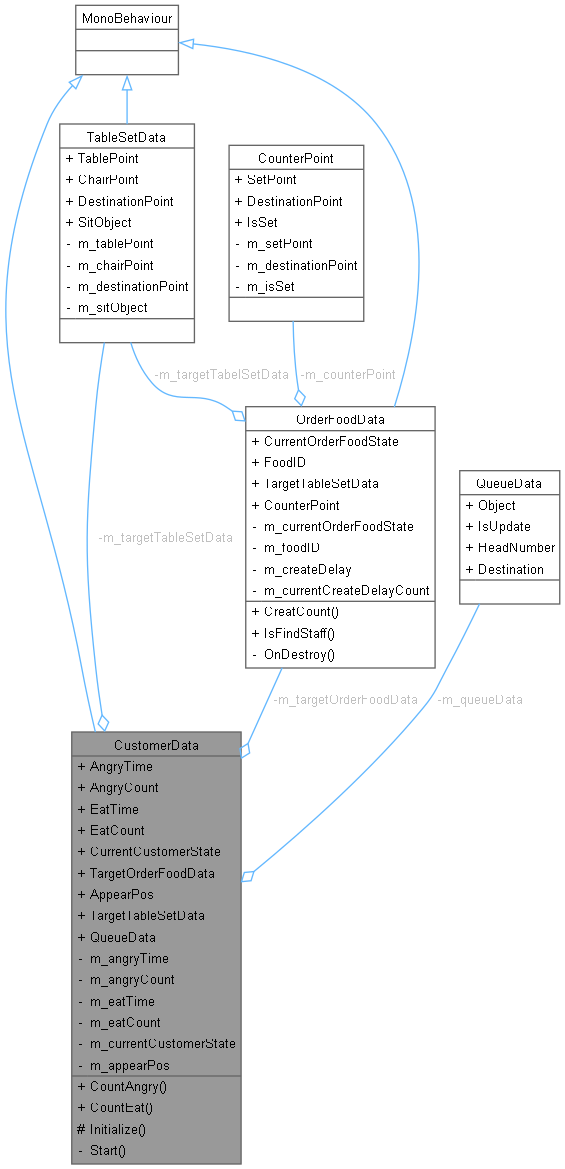 MonoBehaviour
TableSetData
+ TablePoint
+ ChairPoint
+ DestinationPoint
+ SitObject
- m_tablePoint
- m_chairPoint
- m_destinationPoint
- m_sitObject
CounterPoint
+ SetPoint
+ DestinationPoint
+ IsSet
- m_setPoint
- m_destinationPoint
- m_isSet
-m_targetTabelSetData
-m_counterPoint
OrderFoodData
+ CurrentOrderFoodState
+ FoodID
+ TargetTableSetData
+ CounterPoint
- m_currentOrderFoodState
- m_foodID
- m_createDelay
- m_currentCreateDelayCount
+ CreatCount()
+ IsFindStaff()
- OnDestroy()
QueueData
+ Object
+ IsUpdate
+ HeadNumber
+ Destination
-m_targetTableSetData
-m_targetOrderFoodData
-m_queueData
CustomerData
+ AngryTime
+ AngryCount
+ EatTime
+ EatCount
+ CurrentCustomerState
+ TargetOrderFoodData
+ AppearPos
+ TargetTableSetData
+ QueueData
- m_angryTime
- m_angryCount
- m_eatTime
- m_eatCount
- m_currentCustomerState
- m_appearPos
+ CountAngry()
+ CountEat()
# Initialize()
- Start()